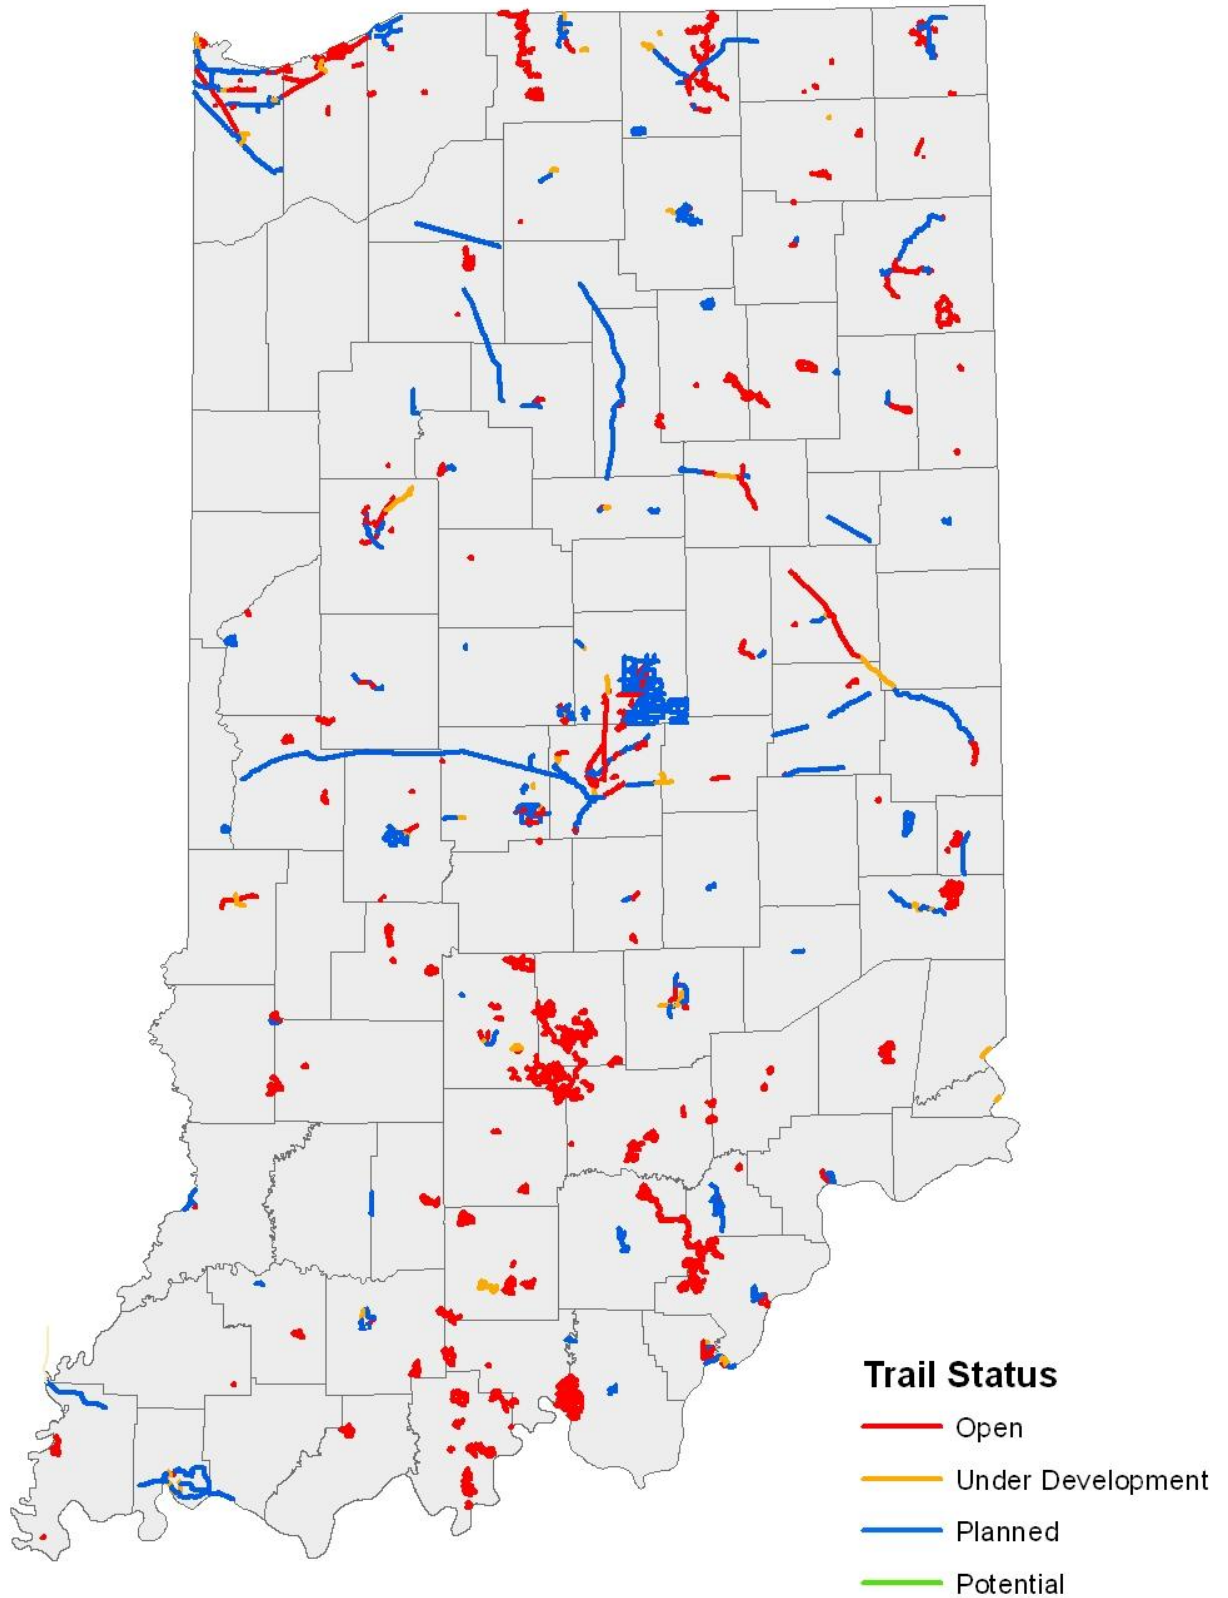 Trail Status
Open
Under Development
Planned
Potential